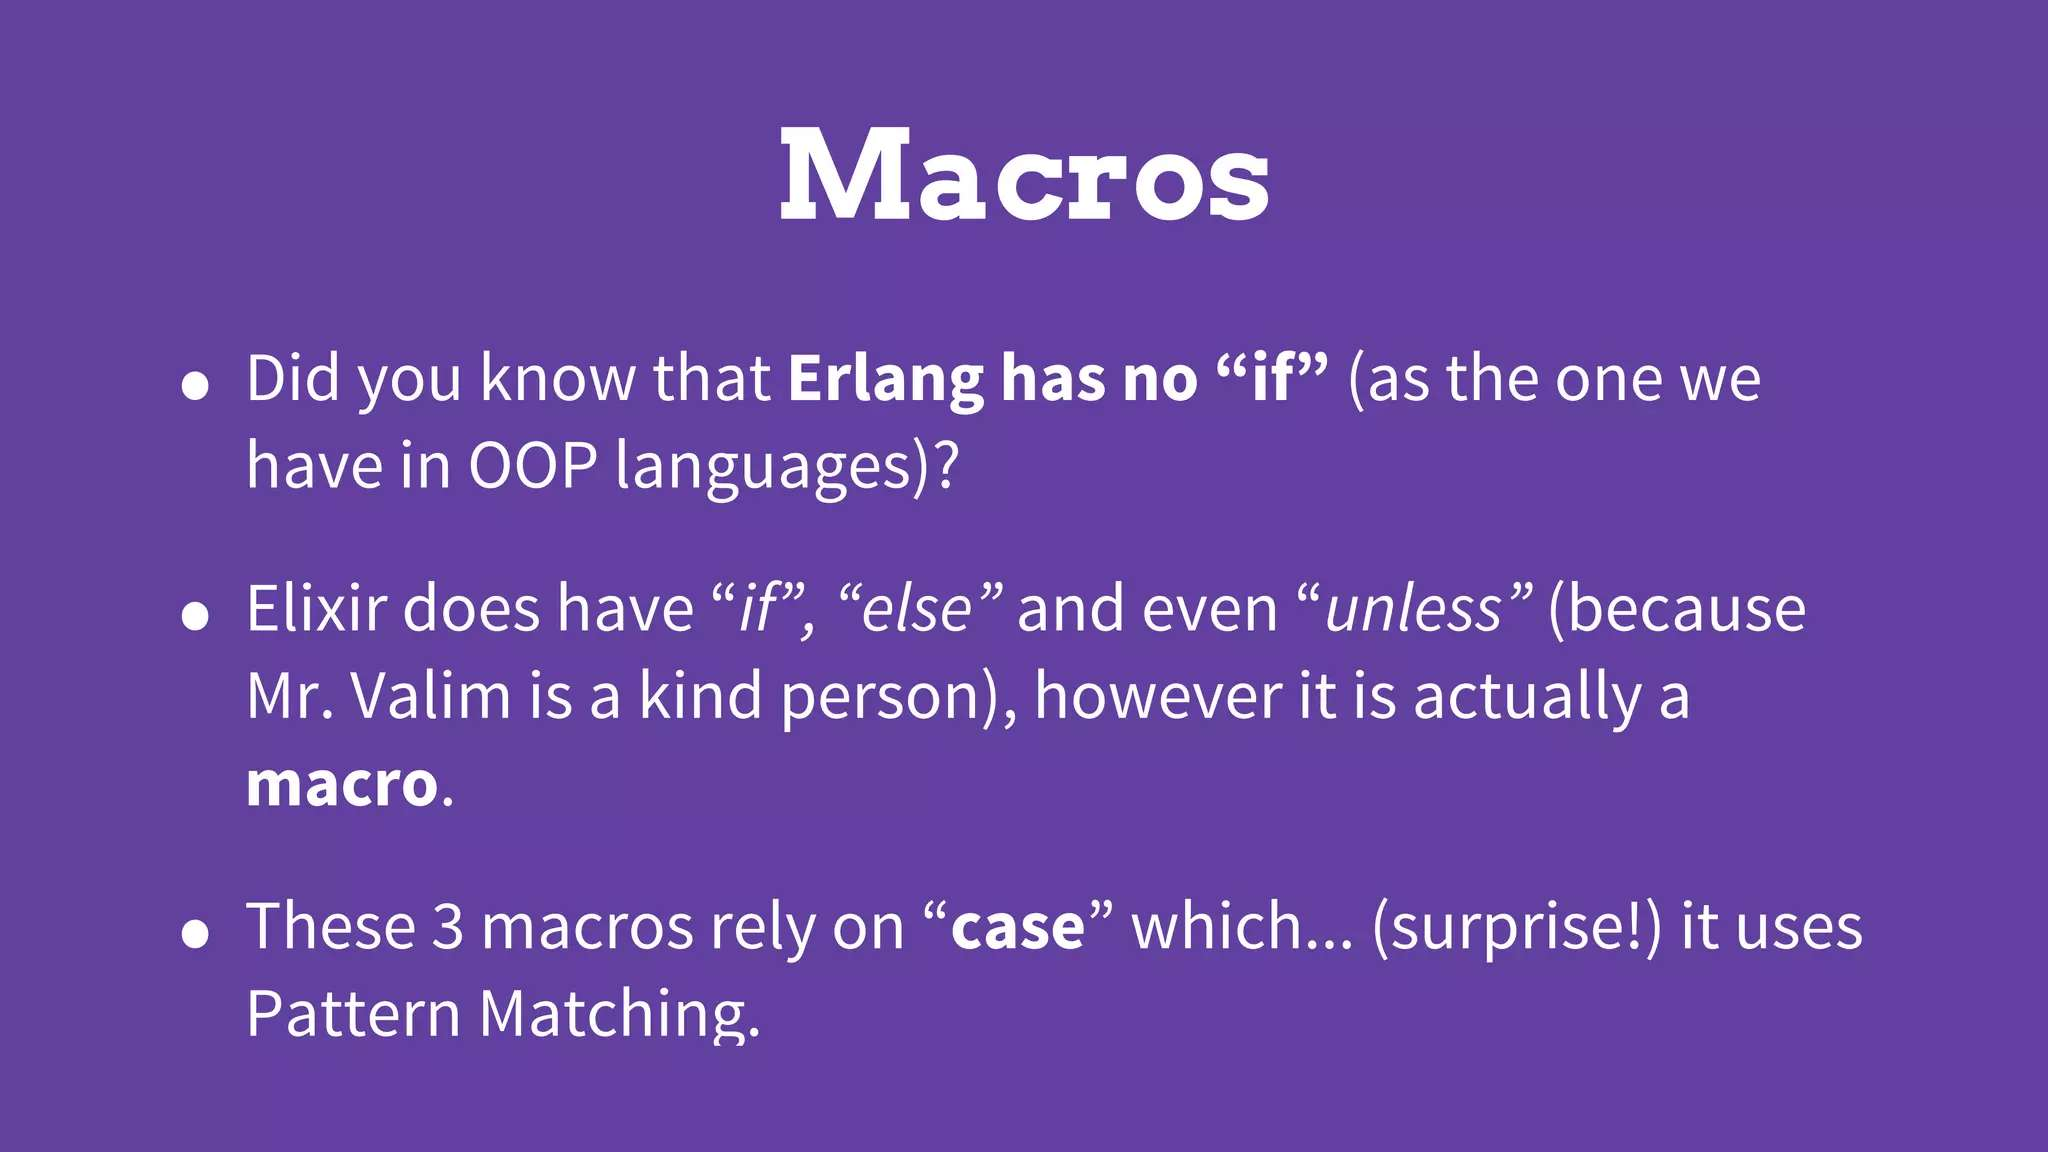 Macros
• Did you know that Erlang has no “if” (as the one we
have in OOP languages)?
• Elixir does have “if”, “else” and even “unless” (because
Mr. Valim is a kind person), however it is actually a
macro.
• These 3 macros rely on “case” which... (surprise!) it uses
Pattern Matching.